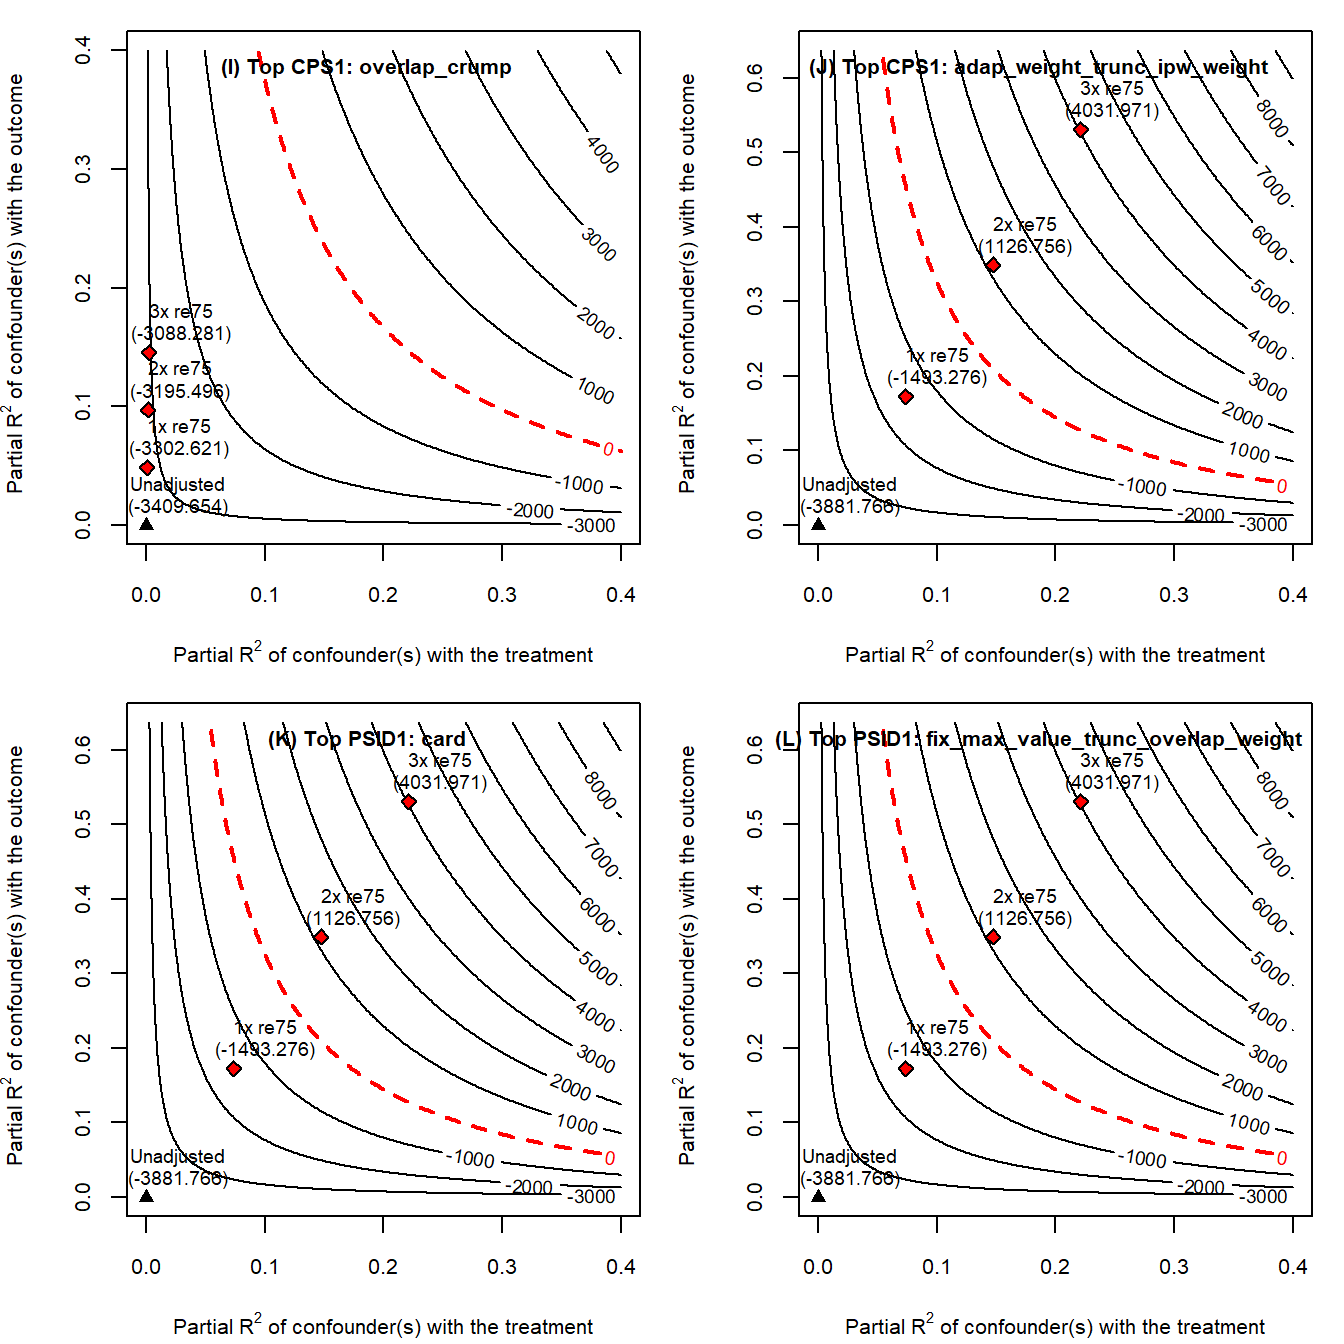 (I) Top CPS1: overlap_crump
Partial R2 of confounder(s) with the outcome
0.4
0.3
0.2
0.1
0.0
4000
3000
2000
1000
0
-1000
-2000
-3000
3x re75
(-3088.281)
2x re75
(-3195.496)
1x re75
(-3302.621)
Unadjusted
(-3409.654)
0.0 0.1 0.2 0.3 0.4
Partial R2 of confounder(s) with the treatment
(J) Top CPS1: adap_weight_trunc_ipw_weight
Partial R2 of confounder(s) with the outcome
0.6
0.5
0.4
0.3
0.2
0.1
0.0
8000
7000
6000
5000
4000
3000
2000
1000
0
-1000
-2000
-3000
3x re75
(4031.971)
2x re75
(1126.756)
1x re75
(-1493.276)
Unadjusted
(-3881.766)
0.0 0.1 0.2 0.3 0.4
Partial R2 of confounder(s) with the treatment
(K) Top PSID1: card
Partial R2 of confounder(s) with the outcome
0.6
0.5
0.4
0.3
0.2
0.1
0.0
8000
7000
6000
5000
4000
3000
2000
1000
0
-1000
-2000
-3000
3x re75
(4031.971)
2x re75
(1126.756)
1x re75
(-1493.276)
Unadjusted
(-3881.766)
0.0 0.1 0.2 0.3 0.4
Partial R2 of confounder(s) with the treatment
(L) Top PSID1: fix_max_value_trunc_overlap_weight
Partial R2 of confounder(s) with the outcome
0.6
0.5
0.4
0.3
0.2
0.1
0.0
8000
7000
6000
5000
4000
3000
2000
1000
0
-1000
-2000
-3000
3x re75
(4031.971)
2x re75
(1126.756)
1x re75
(-1493.276)
Unadjusted
(-3881.766)
0.0 0.1 0.2 0.3 0.4
Partial R2 of confounder(s) with the treatment